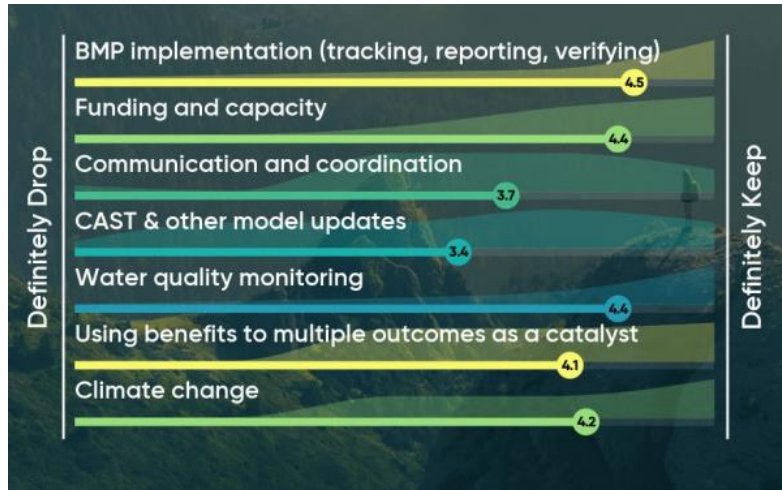 BMP implementation (tracking, reporting, verifying)
4.5
Funding and capacity
4.4
Communication and coordination
3.7
CAST & other model updates
3.4
Water quality monitoring
4.4
Using benefits to multiple outcomes as a catalyst
4.1
Climate change
4.2
Definitely Drop
Definitely Keep